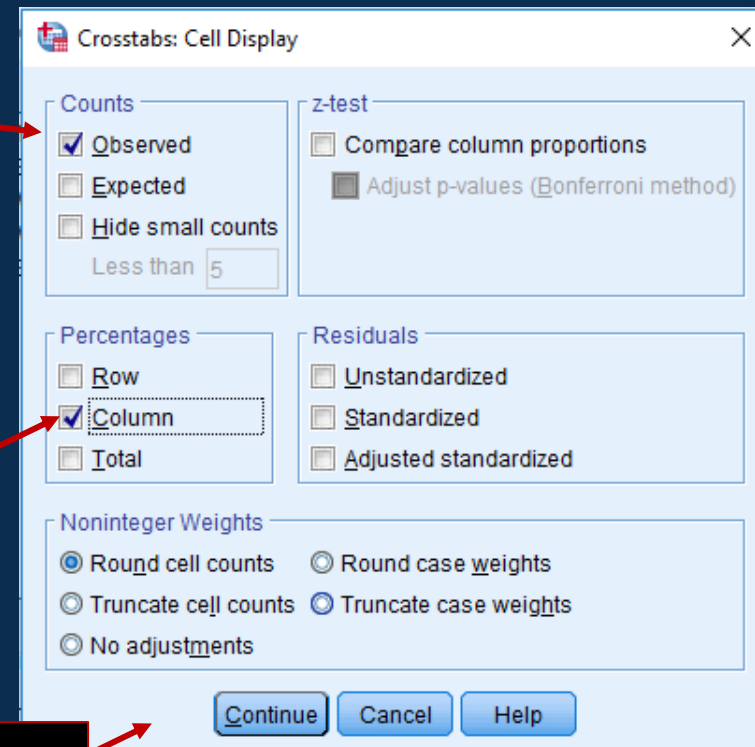 Crosstabs: Cell Display
Counts
Observed
Expected
Hide small counts
Less than 5
z-test
Compare column proportions
Adjust p-values (Bonferroni method)
Percentages
Row
Column
Total
Residuals
Unstandardized
Standardized
Adjusted standardized
Noninteger Weights
Round cell counts Round case weights
Truncate cell counts Truncate case weights
No adjustments
Continue Cancel Help